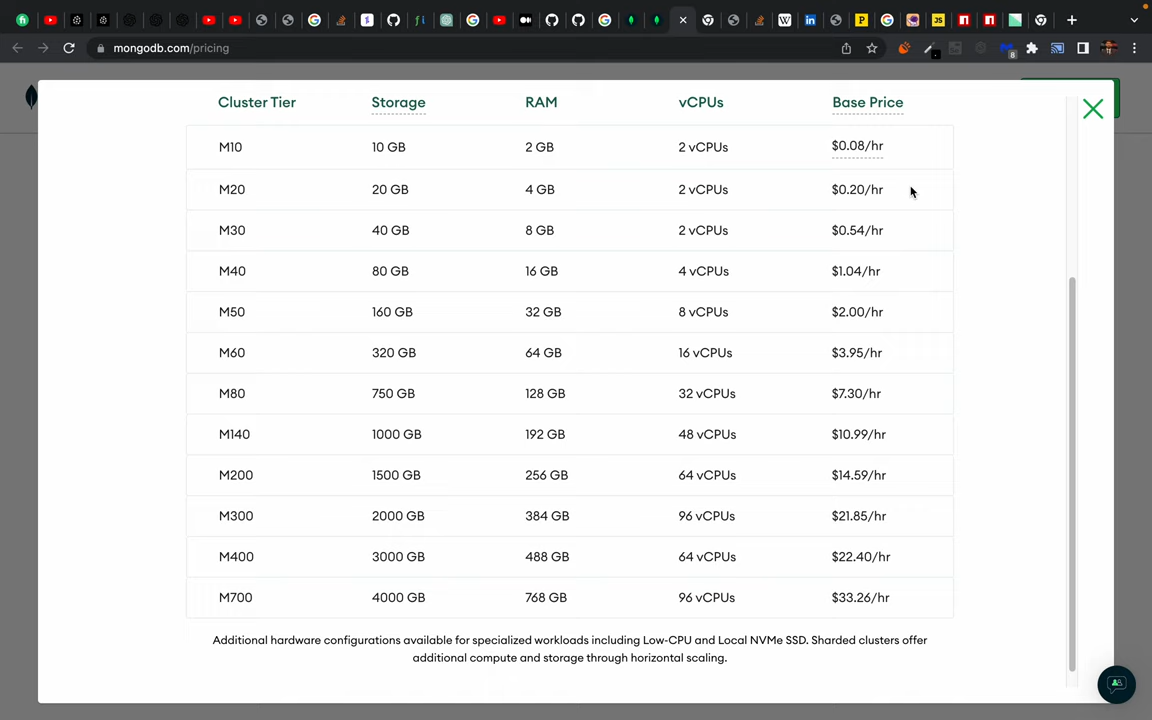 mongodb.com/pricing
8
Cluster Tier Storage RAM vCPUs Base Price
M10 10 GB 2 GB 2 vCPUs $0.08/hr
M20 20 GB 4 GB 2 vCPUs $0.20/hr
M30 40 GB 8 GB 2 vCPUs $0.54/hr
M40 80 GB 16 GB 4 vCPUs $1.04/hr
M50 160 GB 32 GB 8 vCPUs $2.00/hr
M60 320 GB 64 GB 16 vCPUs $3.95/hr
M80 750 GB 128 GB 32 vCPUs $7.30/hr
M140 1000 GB 192 GB 48 vCPUs $10.99/hr
M200 1500 GB 256 GB 64 vCPUs $14.59/hr
M300 2000 GB 384 GB 96 vCPUs $21.85/hr
M400 3000 GB 488 GB 64 vCPUs $22.40/hr
M700 4000 GB 768 GB 96 vCPUs $33.26/hr
Additional hardware configurations available for specialized workloads including Low-CPU and Local NVMe SSD. Sharded clusters offer
additional compute and storage through horizontal scaling.